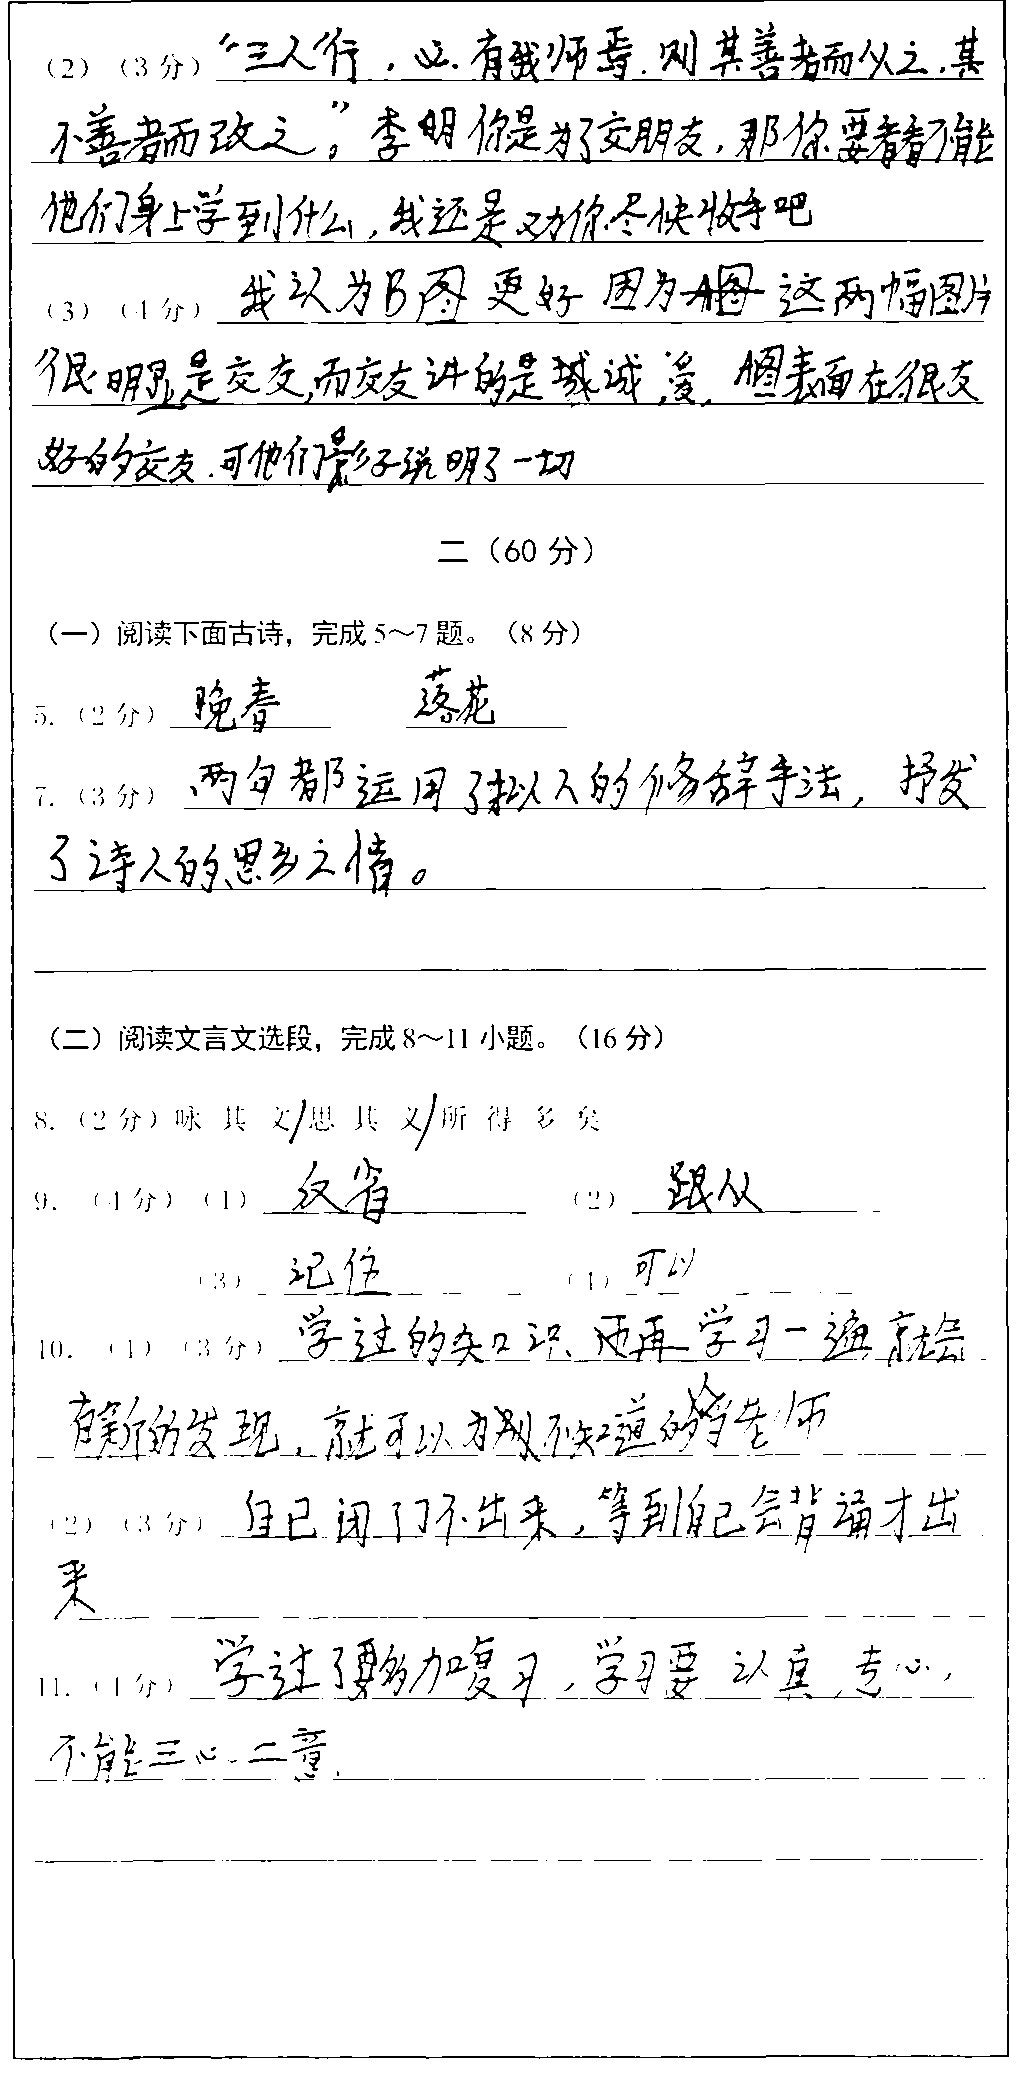 （2）（3分）“三人行，必有我师焉．则其善者而从之，其
不善者而改之”。李明你是为了交朋友，那你要看看不能
他们身上学到什么，我还是劝你尽快收手吧
（3）（4分）我认为B图更好 因为 这两幅图片
很明显是交友，而交友讲的是城诚，爱，A图表面在很友
好的交友．可他们影子说明了一切
二（60分）
（一）阅读下面古诗，完成5～7题。（8分）
5.（2分）晚春 落花
7.（3分）两句都运用了拟人的修辞手法，抒发
了诗人的思乡之情。
（二）阅读文言文选段，完成8～11小题。（16分）
8.（2分）咏其文/思其义/所得多矣
9.（4分）（1）反省 （2）跟从
（3）记住 （4）可以
10.（1）（3分）学过的知识 再学习一遍 就会
有新的发现，就可以为 不知道的 当老师
（2）（3分）自己闭门不出来，等到自己会背诵才出
来
11.（4分）学过了要多加复习，学习要认真，专心，
不能三心二意．